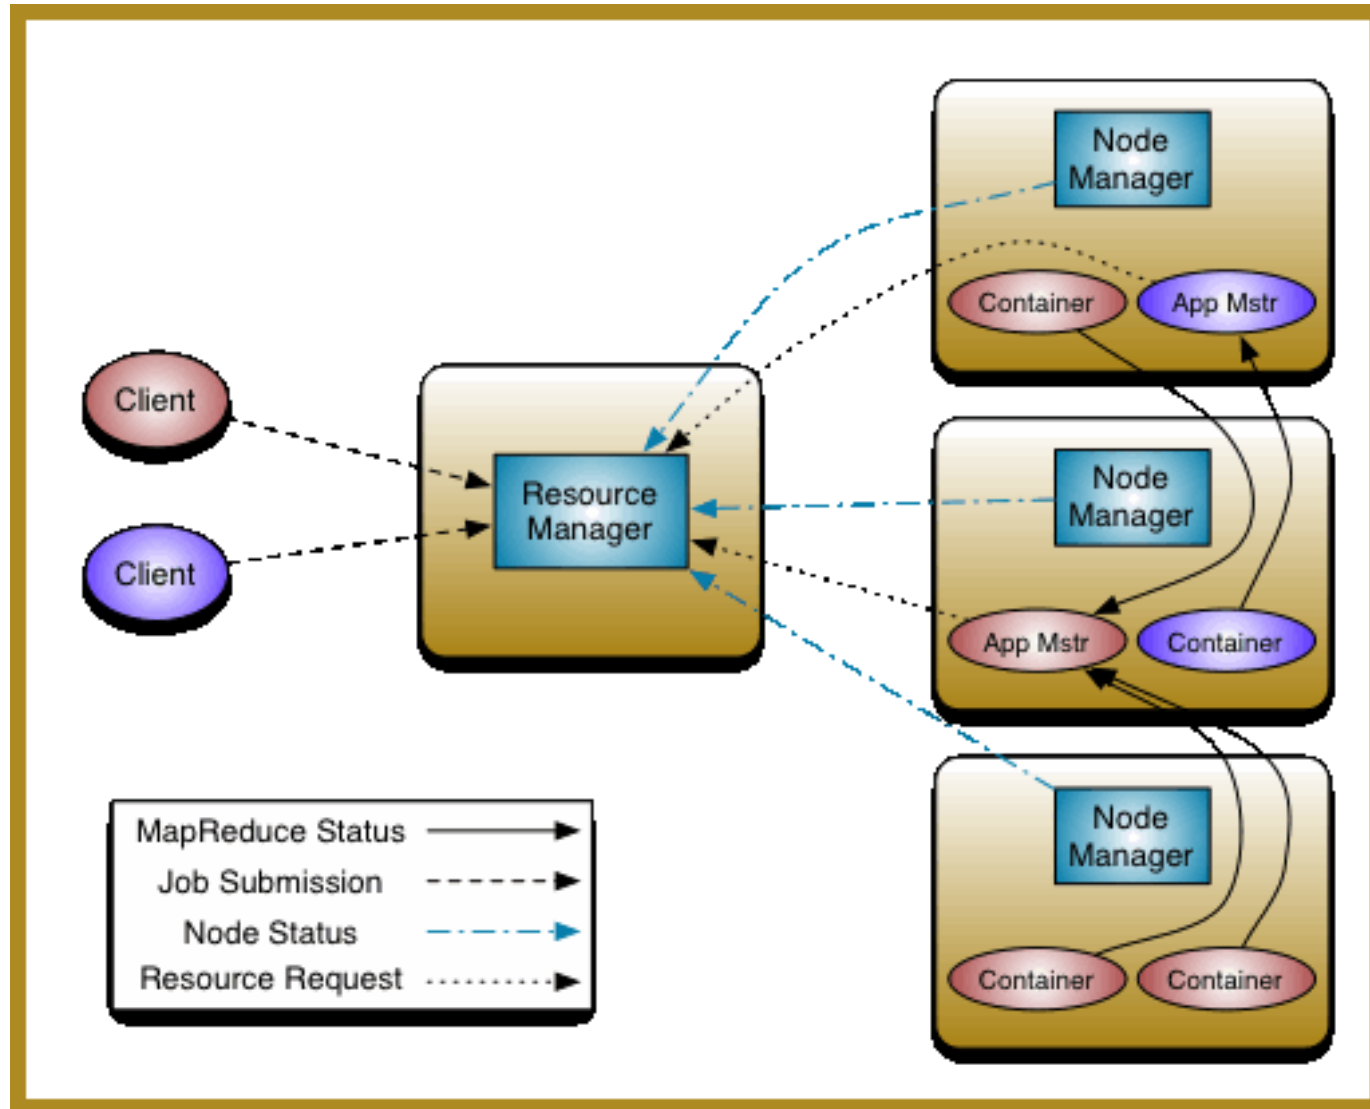 Client
Client
Resource
Manager
Node
Manager
Container
App Mstr
Node
Manager
App Mstr
Container
Node
Manager
Container
Container
MapReduce Status
Job Submission
Node Status
Resource Request